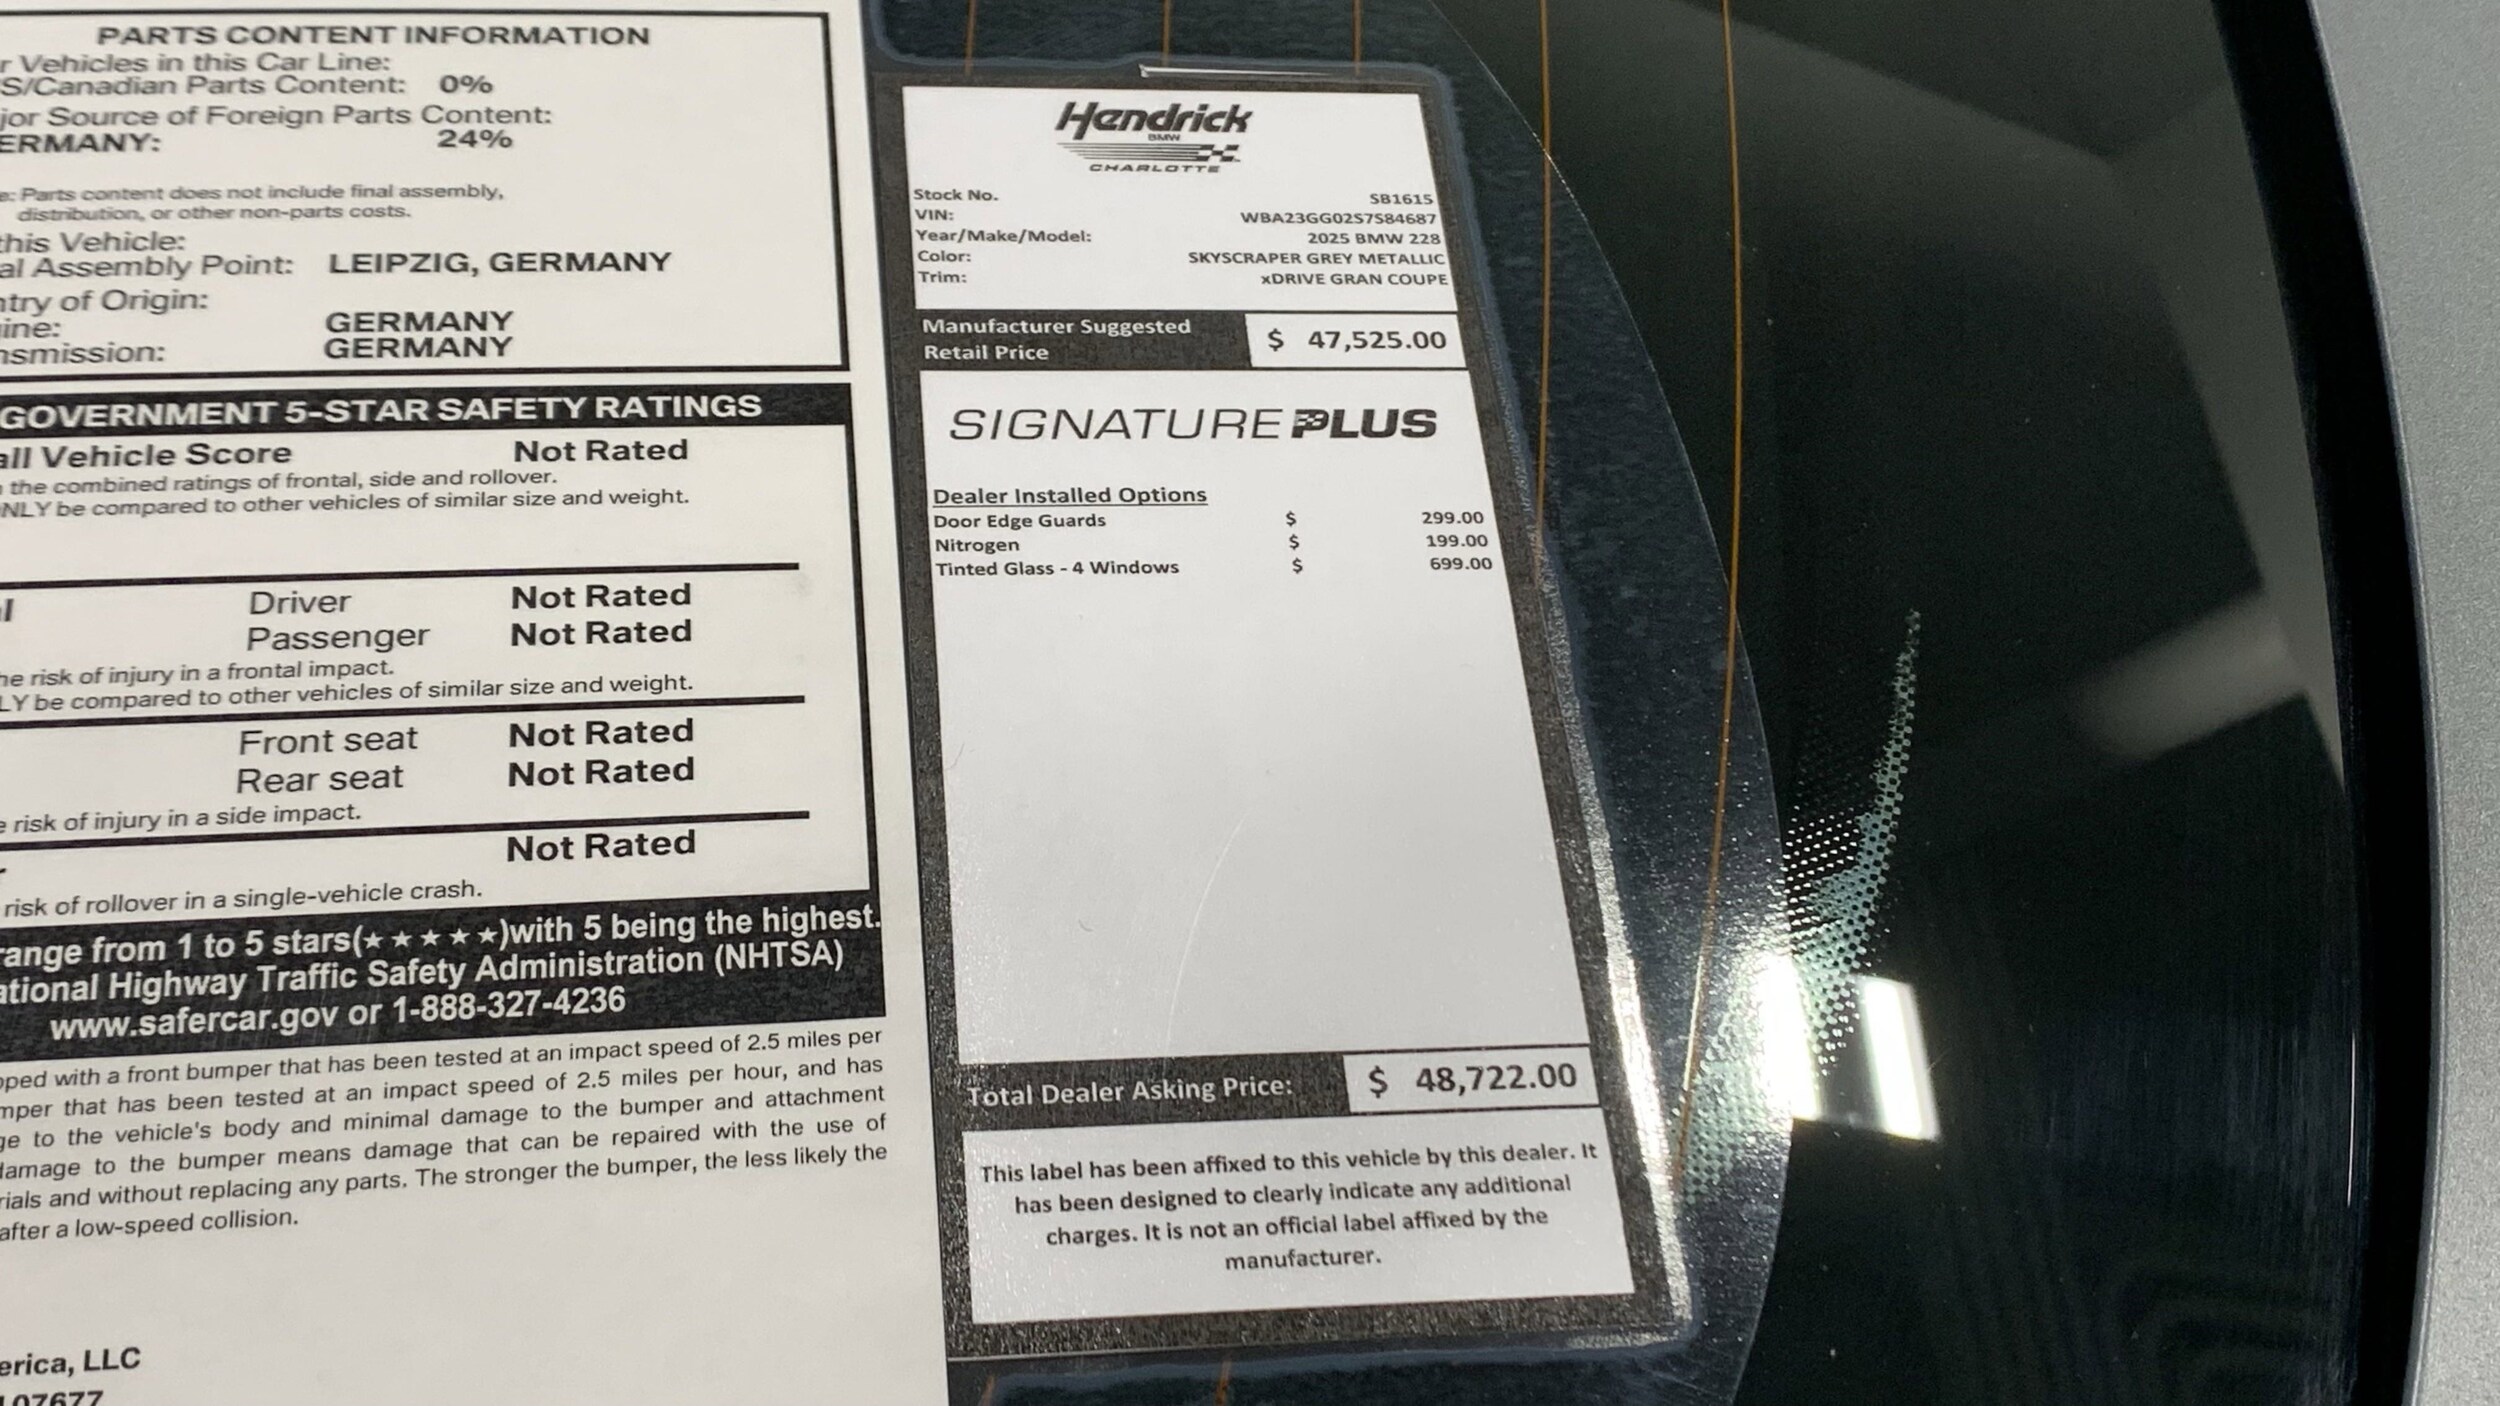 PARTS CONTENT INFORMATION
r Vehicles in this Car Line:
S/Canadian Parts Content: 0%
jor Source of Foreign Parts Content:
ERMANY: 24%
e: Parts content does not include final assembly,
distribution, or other non-parts costs.
this Vehicle:
al Assembly Point: LEIPZIG, GERMANY
ntry of Origin:
ine: GERMANY
nsmission: GERMANY
GOVERNMENT 5-STAR SAFETY RATINGS
all Vehicle Score Not Rated
n the combined ratings of frontal, side and rollover.
NLY be compared to other vehicles of similar size and weight.
l Driver Not Rated
Passenger Not Rated
he risk of injury in a frontal impact.
LY be compared to other vehicles of similar size and weight.
Front seat Not Rated
Rear seat Not Rated
e risk of injury in a side impact.
r Not Rated
risk of rollover in a single-vehicle crash.
range from 1 to 5 stars(★★★★★)with 5 being the highest.
ational Highway Traffic Safety Administration (NHTSA)
www.safercar.gov or 1-888-327-4236
pped with a front bumper that has been tested at an impact speed of 2.5 miles per
mper that has been tested at an impact speed of 2.5 miles per hour, and has
ge to the vehicle's body and minimal damage to the bumper and attachment
damage to the bumper means damage that can be repaired with the use of
rials and without replacing any parts. The stronger the bumper, the less likely the
after a low-speed collision.
erica, LLC
107677
Hendrick
BMW
CHARLOTTE
Stock No. SB1615
VIN: WBA23GG02S7S84687
Year/Make/Model: 2025 BMW 228
Color: SKYSCRAPER GREY METALLIC
Trim: xDRIVE GRAN COUPE
Manufacturer Suggested
Retail Price $ 47,525.00
SIGNATURE PLUS
Dealer Installed Options
Door Edge Guards $ 299.00
Nitrogen $ 199.00
Tinted Glass - 4 Windows $ 699.00
Total Dealer Asking Price: $ 48,722.00
This label has been affixed to this vehicle by this dealer. It
has been designed to clearly indicate any additional
charges. It is not an official label affixed by the
manufacturer.